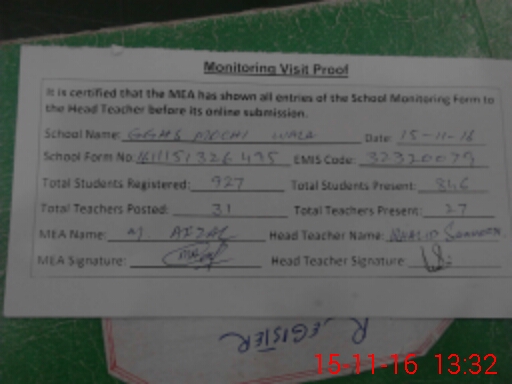 Monitoring Visit Proof
It is certified that the MEA has shown all entries of the School Monitoring Form to
the Head Teacher before its online submission.
School Name: GGHS MOCHI WALA Date: 15-11-16
School Form No: EMIS Code: 32320079
Total Students Registered: 927 Total Students Present: 846
Total Teachers Posted: 31 Total Teachers Present: 27
MEA Name: M. AFZAL Head Teacher Name: KHALID
MEA Signature: Head Teacher Signature:
REGISTER
15-11-16 13:32